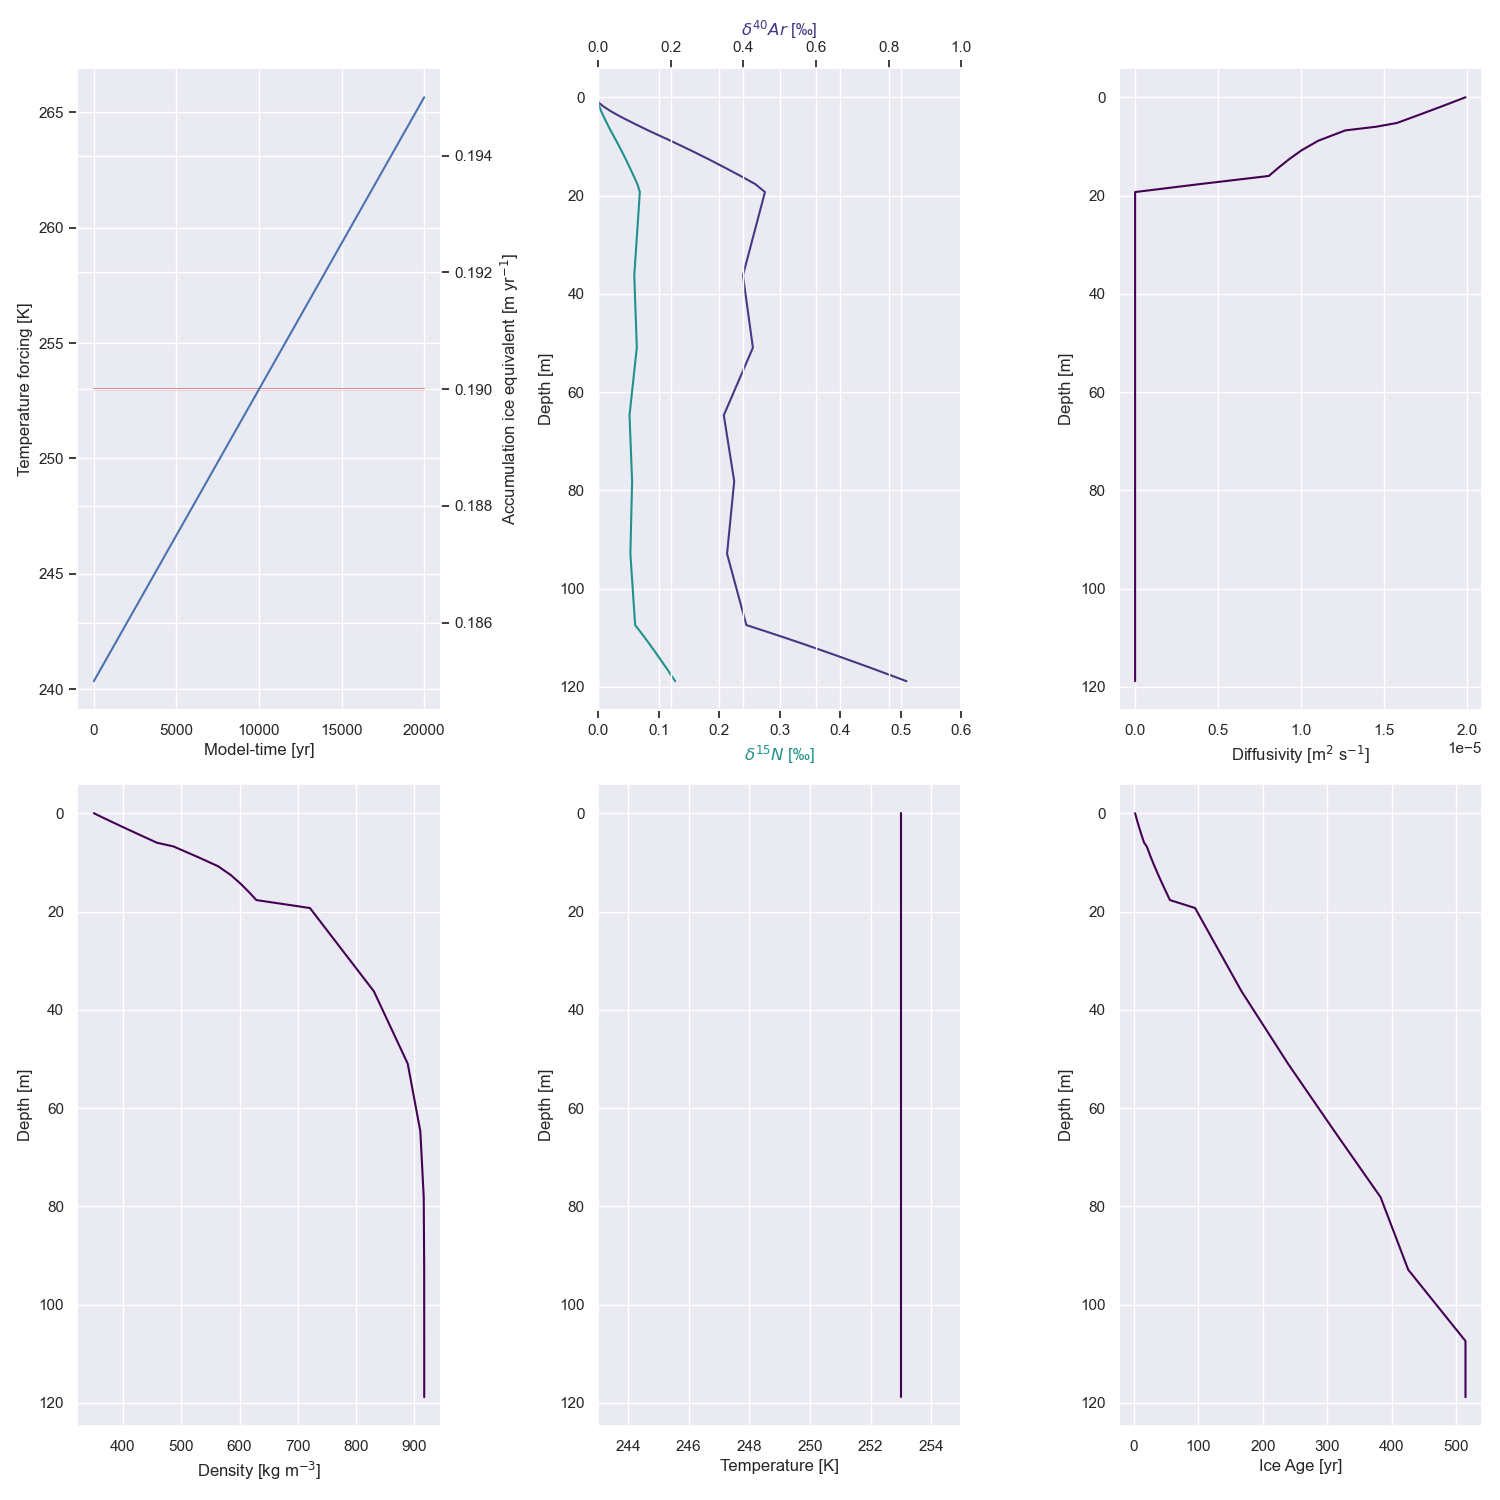 δ⁴⁰Ar [‰]
0.0 0.2 0.4 0.6 0.8 1.0
265
260
255
250
245
240
Temperature forcing [K]
0 5000 10000 15000 20000
Model-time [yr]
0.194
0.192
0.190
0.188
0.186
Accumulation ice equivalent [m yr⁻¹]
0
20
40
60
80
100
120
Depth [m]
0.0 0.1 0.2 0.3 0.4 0.5 0.6
δ¹⁵N [‰]
0
20
40
60
80
100
120
Depth [m]
0.0 0.5 1.0 1.5 2.0
1e−5
Diffusivity [m² s⁻¹]
0
20
40
60
80
100
120
Depth [m]
400 500 600 700 800 900
Density [kg m⁻³]
0
20
40
60
80
100
120
Depth [m]
244 246 248 250 252 254
Temperature [K]
0
20
40
60
80
100
120
Depth [m]
0 100 200 300 400 500
Ice Age [yr]